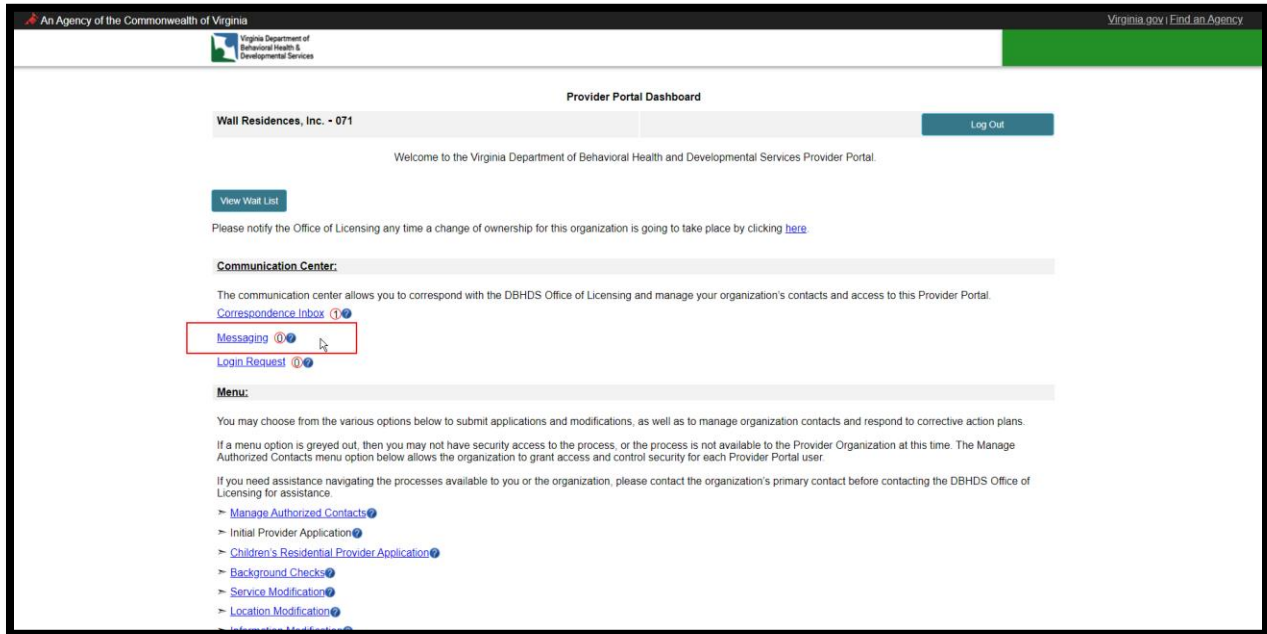 An Agency of the Commonwealth of Virginia
Virginia.gov | Find an Agency
Virginia Department of
Behavioral Health &
Developmental Services
Provider Portal Dashboard
Wall Residences, Inc. - 071
Log Out
Welcome to the Virginia Department of Behavioral Health and Developmental Services Provider Portal.
View Wait List
Please notify the Office of Licensing any time a change of ownership for this organization is going to take place by clicking here.
Communication Center:
The communication center allows you to correspond with the DBHDS Office of Licensing and manage your organization's contacts and access to this Provider Portal.
Correspondence Inbox 1 ?
Messaging 0 ?
Login Request 0 ?
Menu:
You may choose from the various options below to submit applications and modifications, as well as to manage organization contacts and respond to corrective action plans.
If a menu option is greyed out, then you may not have security access to the process, or the process is not available to the Provider Organization at this time. The Manage
Authorized Contacts menu option below allows the organization to grant access and control security for each Provider Portal user.
If you need assistance navigating the processes available to you or the organization, please contact the organization's primary contact before contacting the DBHDS Office of
Licensing for assistance.
➣ Manage Authorized Contacts ?
➣ Initial Provider Application ?
➣ Children's Residential Provider Application ?
➣ Background Checks ?
➣ Service Modification ?
➣ Location Modification ?
➣ Information Modification ?